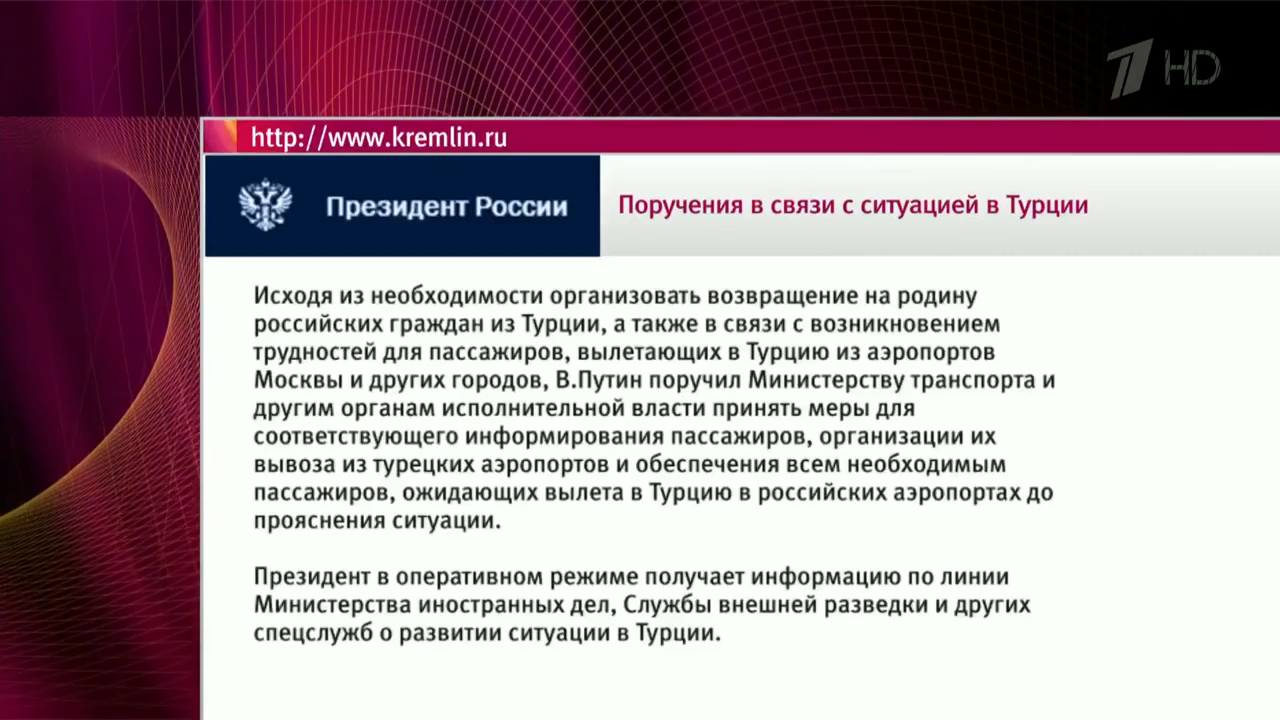 1 HD
http://www.kremlin.ru
Президент России
Поручения в связи с ситуацией в Турции
Исходя из необходимости организовать возвращение на родину
российских граждан из Турции, а также в связи с возникновением
трудностей для пассажиров, вылетающих в Турцию из аэропортов
Москвы и других городов, В.Путин поручил Министерству транспорта и
другим органам исполнительной власти принять меры для
соответствующего информирования пассажиров, организации их
вывоза из турецких аэропортов и обеспечения всем необходимым
пассажиров, ожидающих вылета в Турцию в российских аэропортах до
прояснения ситуации.
Президент в оперативном режиме получает информацию по линии
Министерства иностранных дел, Службы внешней разведки и других
спецслужб о развитии ситуации в Турции.